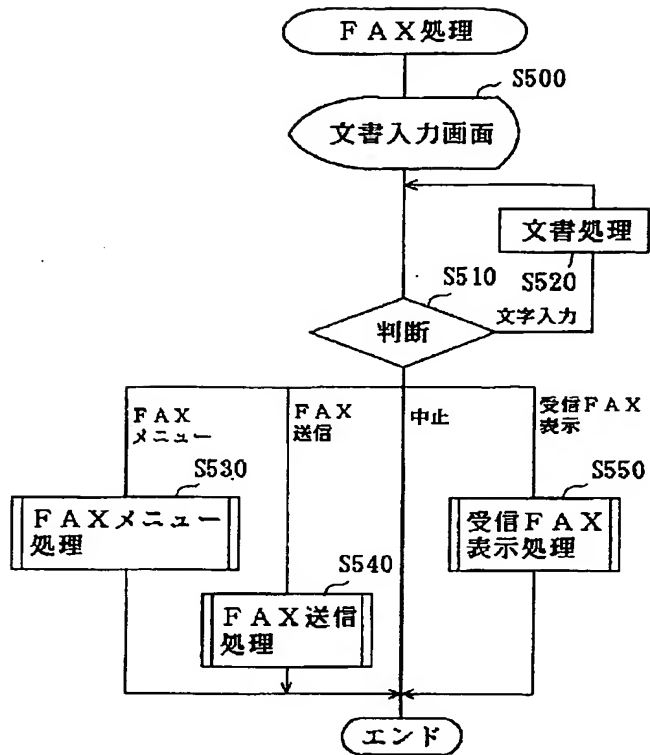 ＦＡＸ処理
S500
文書入力画面
文書処理
S520
S510
判断
文字入力
ＦＡＸ
メニュー
ＦＡＸ
送信
中止
受信ＦＡＸ
表示
S530
ＦＡＸメニュー
処理
S540
ＦＡＸ送信
処理
S550
受信ＦＡＸ
表示処理
エンド